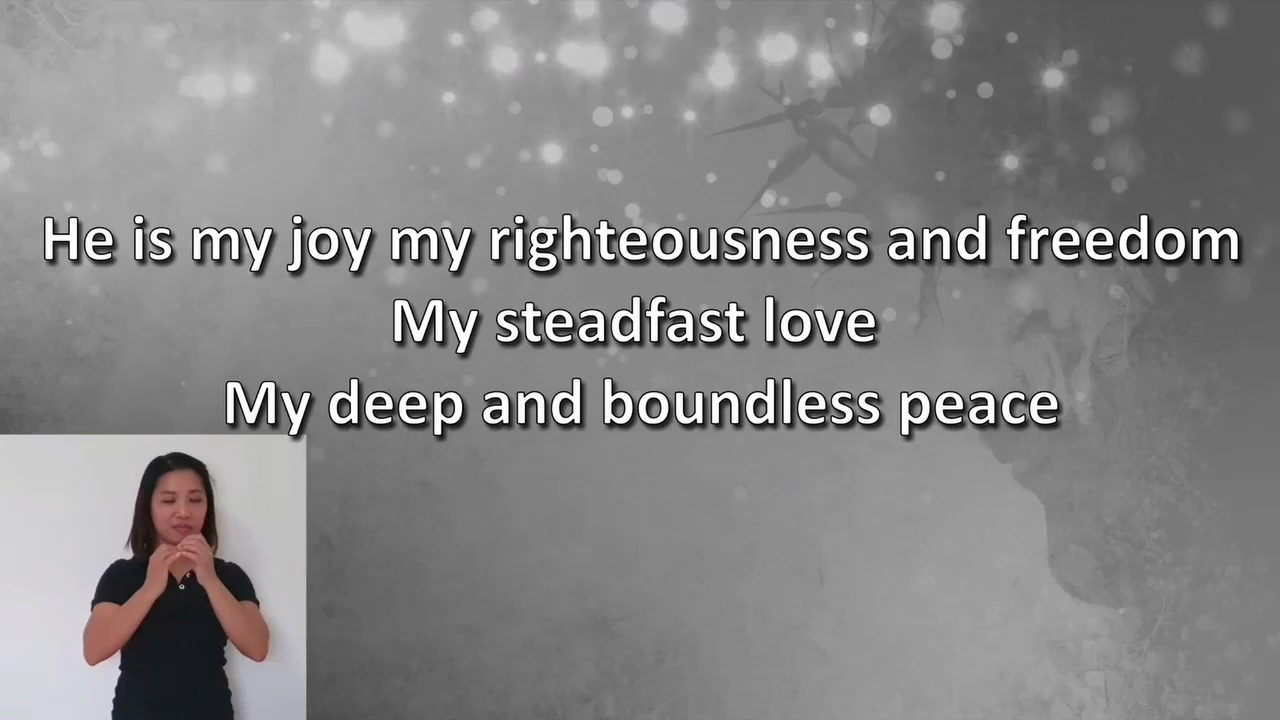 He is my joy my righteousness and freedom
My steadfast love
My deep and boundless peace